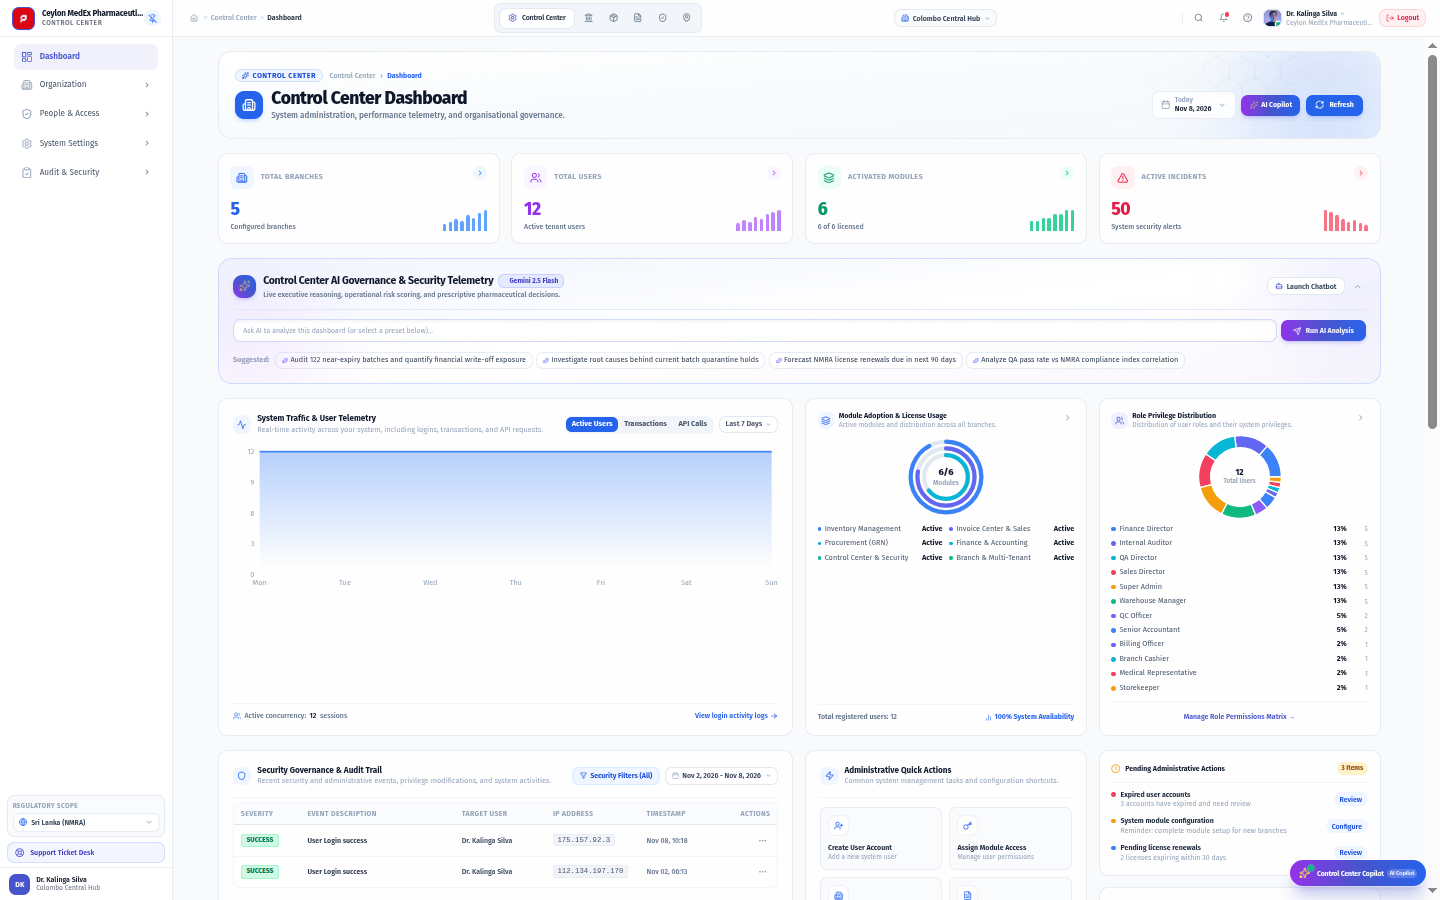 Ceylon MedEx Pharmaceuti...
CONTROL CENTER
Control Center
Dashboard
Control Center
Colombo Central Hub
Dr. Kalinga Silva
Ceylon MedEx Pharmaceuti...
Logout
Dashboard
Organization
People & Access
System Settings
Audit & Security
REGULATORY SCOPE
Sri Lanka (NMRA)
Support Ticket Desk
DK
Dr. Kalinga Silva
Colombo Central Hub
CONTROL CENTER
Control Center › Dashboard
Control Center Dashboard
System administration, performance telemetry, and organisational governance.
Today
Nov 8, 2026
AI Copilot
Refresh
TOTAL BRANCHES
5
Configured branches
TOTAL USERS
12
Active tenant users
ACTIVATED MODULES
6
6 of 6 licensed
ACTIVE INCIDENTS
50
System security alerts
Control Center AI Governance & Security Telemetry
Gemini 2.5 Flash
Live executive reasoning, operational risk scoring, and prescriptive pharmaceutical decisions.
Launch Chatbot
Ask AI to analyze this dashboard (or select a preset below)...
Run AI Analysis
Suggested:
Audit 122 near-expiry batches and quantify financial write-off exposure
Investigate root causes behind current batch quarantine holds
Forecast NMRA license renewals due in next 90 days
Analyze QA pass rate vs NMRA compliance index correlation
System Traffic & User Telemetry
Real-time activity across your system, including logins, transactions, and API requests.
Active Users
Transactions
API Calls
Last 7 Days
12
9
6
3
0
Mon
Tue
Wed
Thu
Fri
Sat
Sun
Active concurrency: 12 sessions
View login activity logs →
Module Adoption & License Usage
Active modules and distribution across all branches.
6/6
Modules
Inventory Management Active
Invoice Center & Sales Active
Procurement (GRN) Active
Finance & Accounting Active
Control Center & Security Active
Branch & Multi-Tenant Active
Total registered users: 12
100% System Availability
Role Privilege Distribution
Distribution of user roles and their system privileges.
12
Total Users
Finance Director 13% 5
Internal Auditor 13% 5
QA Director 13% 5
Sales Director 13% 5
Super Admin 13% 5
Warehouse Manager 13% 5
QC Officer 5% 2
Senior Accountant 5% 2
Billing Officer 2% 1
Branch Cashier 2% 1
Medical Representative 2% 1
Storekeeper 2% 1
Manage Role Permissions Matrix →
Security Governance & Audit Trail
Recent security and administrative events, privilege modifications, and system activities.
Security Filters (All)
Nov 2, 2026 - Nov 8, 2026
SEVERITY EVENT DESCRIPTION TARGET USER IP ADDRESS TIMESTAMP ACTIONS
SUCCESS User Login success Dr. Kalinga Silva 175.157.92.3 Nov 08, 10:18 ...
SUCCESS User Login success Dr. Kalinga Silva 112.134.197.170 Nov 02, 06:13 ...
Administrative Quick Actions
Common system management tasks and configuration shortcuts.
Create User Account
Add a new system user
Assign Module Access
Manage user permissions
Pending Administrative Actions
3 Items
Expired user accounts
3 accounts have expired and need review
Review
System module configuration
Reminder: complete module setup for new branches
Configure
Pending license renewals
2 licenses expiring within 30 days
Review
Control Center Copilot
AI Copilot